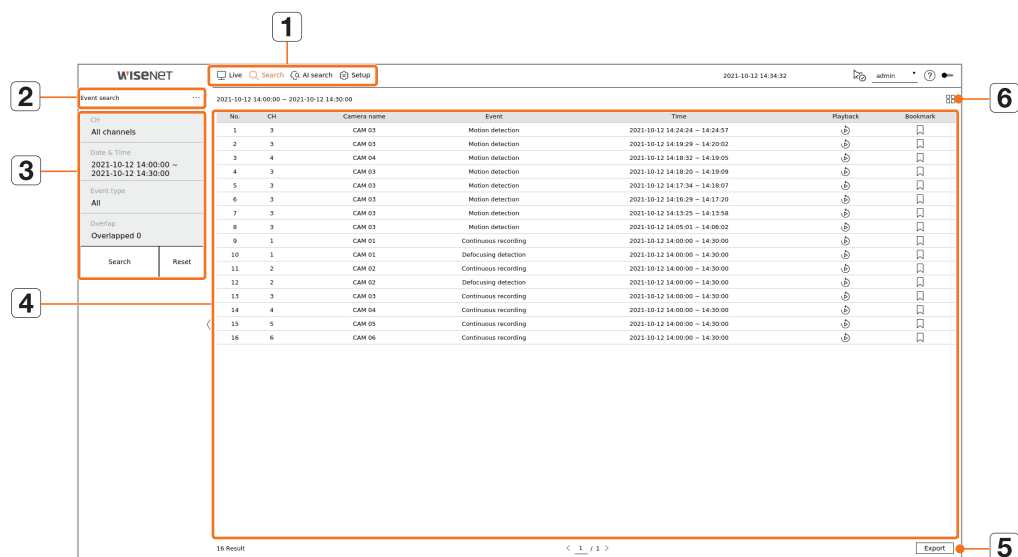 1
WISENET
Live Search AI search Setup
2021-10-12 14:34:32
admin
?
2
Event search ...
2021-10-12 14:00:00 ~ 2021-10-12 14:30:00
6
3
CH
All channels
Date & Time
2021-10-12 14:00:00 ~
2021-10-12 14:30:00
Event type
All
Overlap
Overlapped 0
Search Reset
4
No. CH Camera name Event Time Playback Bookmark
1 3 CAM 03 Motion detection 2021-10-12 14:24:24 ~ 14:24:57
2 3 CAM 03 Motion detection 2021-10-12 14:19:29 ~ 14:20:02
3 4 CAM 04 Motion detection 2021-10-12 14:18:32 ~ 14:19:05
4 3 CAM 03 Motion detection 2021-10-12 14:18:20 ~ 14:19:09
5 3 CAM 03 Motion detection 2021-10-12 14:17:34 ~ 14:18:07
6 3 CAM 03 Motion detection 2021-10-12 14:16:29 ~ 14:17:20
7 3 CAM 03 Motion detection 2021-10-12 14:13:25 ~ 14:13:58
8 3 CAM 03 Motion detection 2021-10-12 14:05:01 ~ 14:06:02
9 1 CAM 01 Continuous recording 2021-10-12 14:00:00 ~ 14:30:00
10 1 CAM 01 Defocusing detection 2021-10-12 14:00:00 ~ 14:30:00
11 2 CAM 02 Continuous recording 2021-10-12 14:00:00 ~ 14:30:00
12 2 CAM 02 Defocusing detection 2021-10-12 14:00:00 ~ 14:30:00
13 3 CAM 03 Continuous recording 2021-10-12 14:00:00 ~ 14:30:00
14 4 CAM 04 Continuous recording 2021-10-12 14:00:00 ~ 14:30:00
15 5 CAM 05 Continuous recording 2021-10-12 14:00:00 ~ 14:30:00
16 6 CAM 06 Continuous recording 2021-10-12 14:00:00 ~ 14:30:00
16 Result
< 1 / 1 >
Export
5